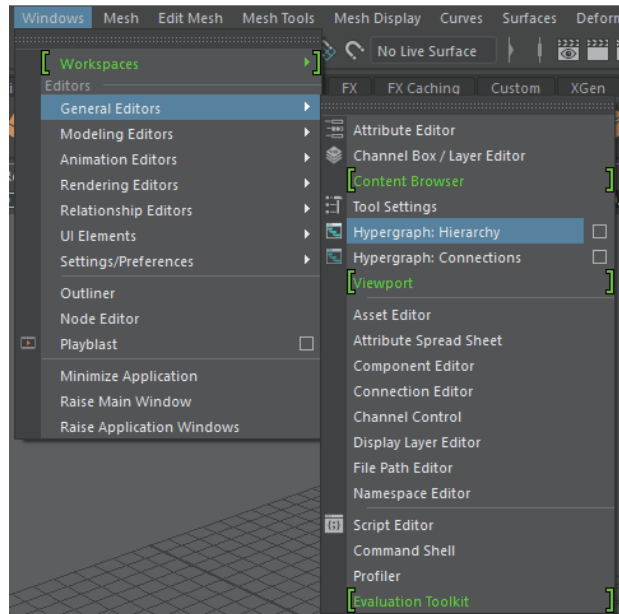 Windows Mesh Edit Mesh Mesh Tools Mesh Display Curves Surfaces Deform
No Live Surface
FX FX Caching Custom XGen
Workspaces
Editors
General Editors
Modeling Editors
Animation Editors
Rendering Editors
Relationship Editors
UI Elements
Settings/Preferences
Outliner
Node Editor
Playblast
Minimize Application
Raise Main Window
Raise Application Windows
Attribute Editor
Channel Box / Layer Editor
Content Browser
Tool Settings
Hypergraph: Hierarchy
Hypergraph: Connections
Viewport
Asset Editor
Attribute Spread Sheet
Component Editor
Connection Editor
Channel Control
Display Layer Editor
File Path Editor
Namespace Editor
Script Editor
Command Shell
Profiler
Evaluation Toolkit